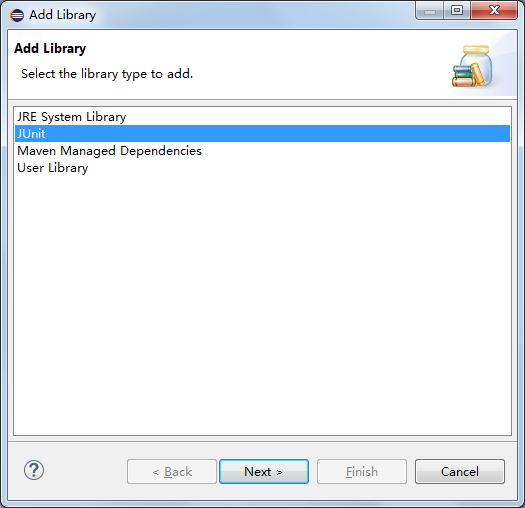 Add Library
Add Library
Select the library type to add.
JRE System Library
JUnit
Maven Managed Dependencies
User Library
?
< Back
Next >
Finish
Cancel